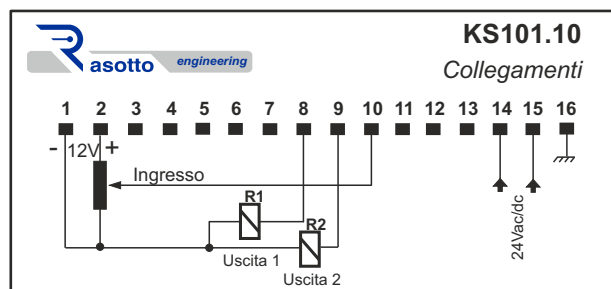 KS101.10
Rasotto engineering
Collegamenti
1 2 3 4 5 6 7 8 9 10 11 12 13 14 15 16
- 12V +
Ingresso
R1
R2
Uscita 1
Uscita 2
24Vac/dc